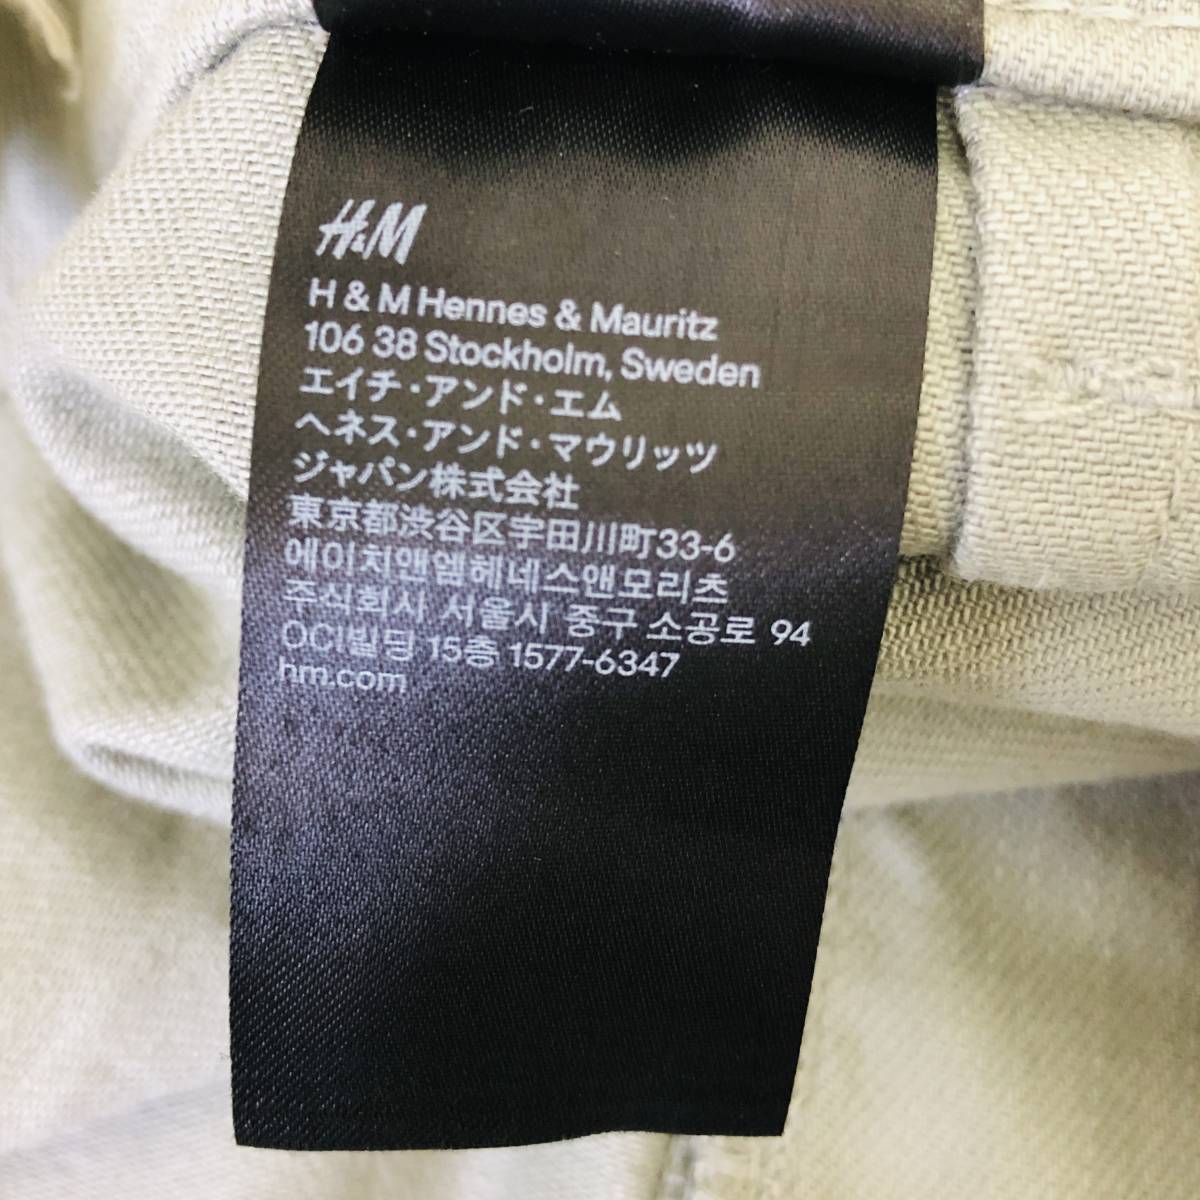 H&M
H & M Hennes & Mauritz
106 38 Stockholm, Sweden
エイチ・アンド・エム
ヘネス・アンド・マウリッツ
ジャパン株式会社
東京都渋谷区宇田川町33-6
에이치앤엠헤네스앤모리츠
주식회사 서울시 중구 소공로 94
OCI빌딩 15층 1577-6347
hm.com